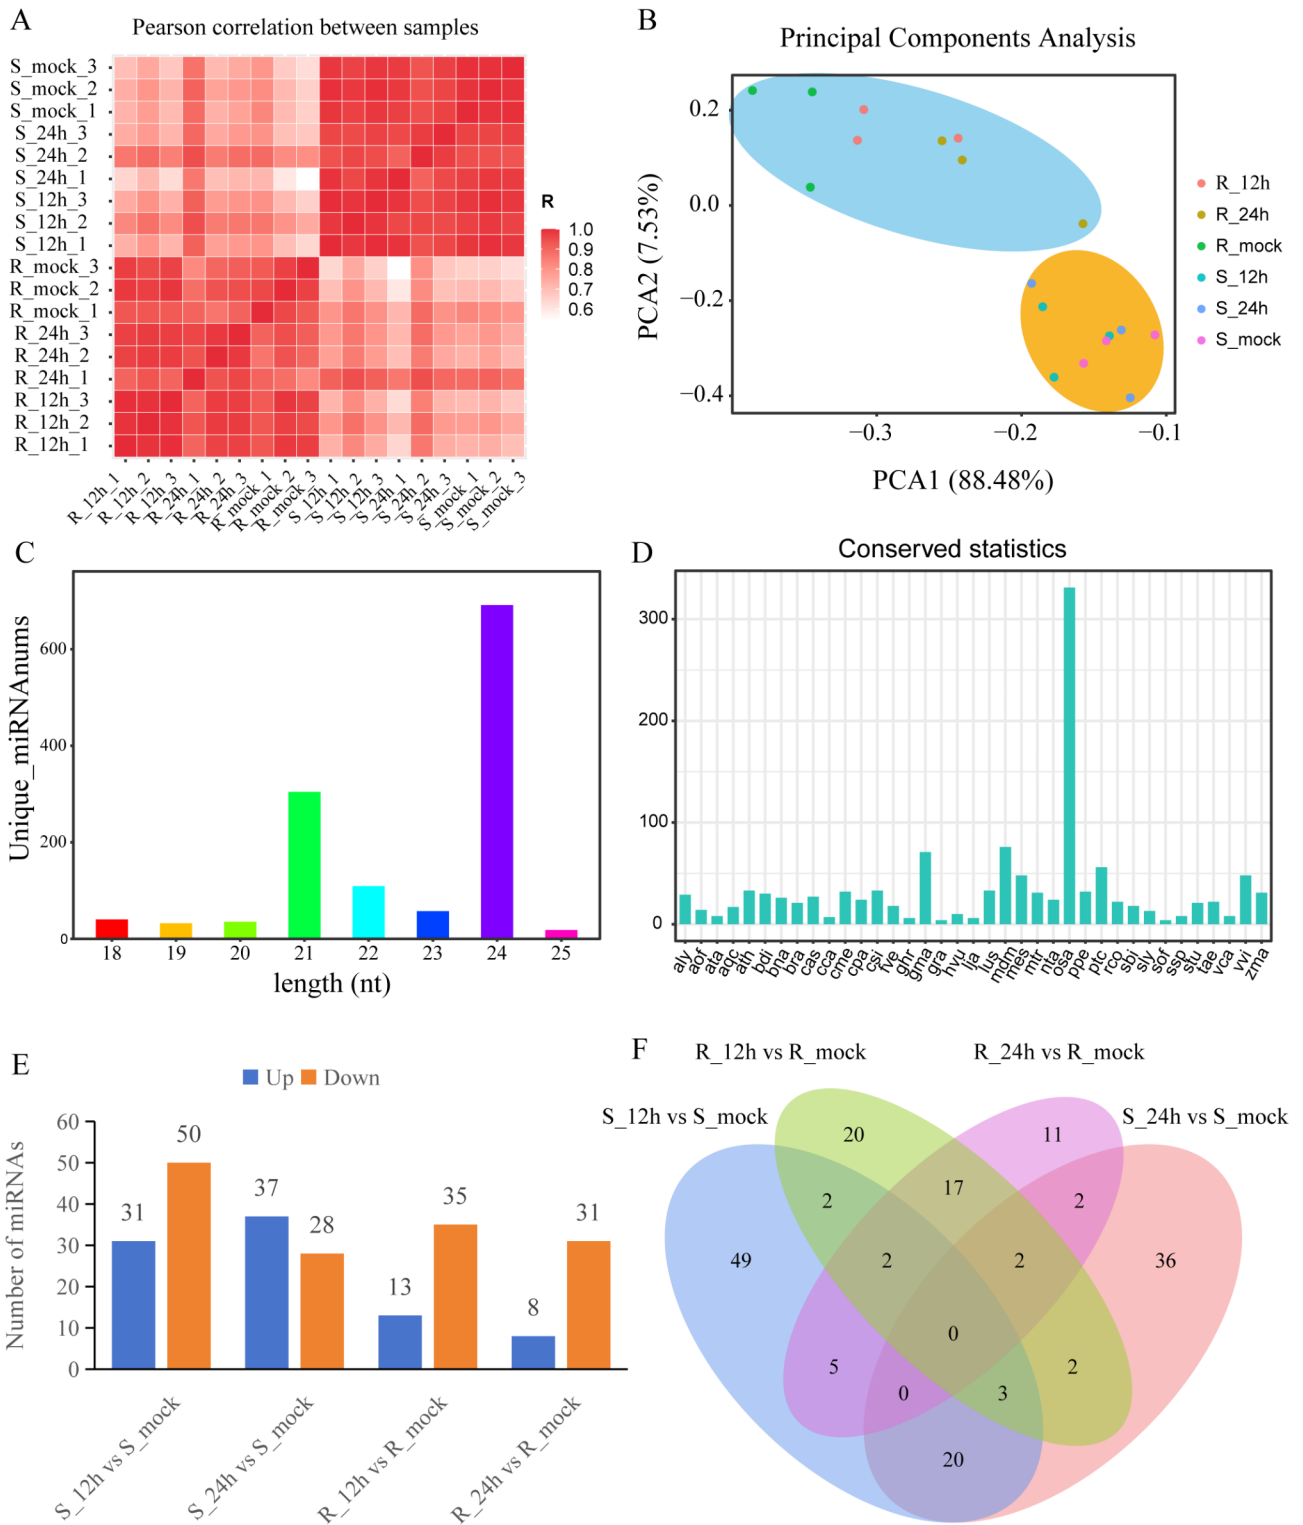 A
Pearson correlation between samples
S_mock_3
S_mock_2
S_mock_1
S_24h_3
S_24h_2
S_24h_1
S_12h_3
S_12h_2
S_12h_1
R_mock_3
R_mock_2
R_mock_1
R_24h_3
R_24h_2
R_24h_1
R_12h_3
R_12h_2
R_12h_1
R_12h_1
R_12h_2
R_12h_3
R_24h_1
R_24h_2
R_24h_3
R_mock_1
R_mock_2
R_mock_3
S_12h_1
S_12h_2
S_12h_3
S_24h_1
S_24h_2
S_24h_3
S_mock_1
S_mock_2
S_mock_3
R
1.0
0.9
0.8
0.7
0.6
B
Principal Components Analysis
PCA2 (7.53%)
0.2
0.0
−0.2
−0.4
−0.3
−0.2
−0.1
PCA1 (88.48%)
R_12h
R_24h
R_mock
S_12h
S_24h
S_mock
C
Unique_miRNAnums
600
400
200
0
18 19 20 21 22 23 24 25
length (nt)
D
Conserved statistics
300
200
100
0
aly aof ata aqc ath bdi bna bra cas cca cme cpa csi fve ghr gma gra hvu lja lus mdm mes mtr nta osa ppe ptc rco sbi sly sof ssp stu tae vca vvi zma
E
Up Down
Number of miRNAs
60
50
40
30
20
10
0
31 50 37 28 13 35 8 31
S_12h vs S_mock
S_24h vs S_mock
R_12h vs R_mock
R_24h vs R_mock
F
R_12h vs R_mock R_24h vs R_mock
S_12h vs S_mock S_24h vs S_mock
20 11
2 17 2
49 2 2 36
0
5 2
0 3
20